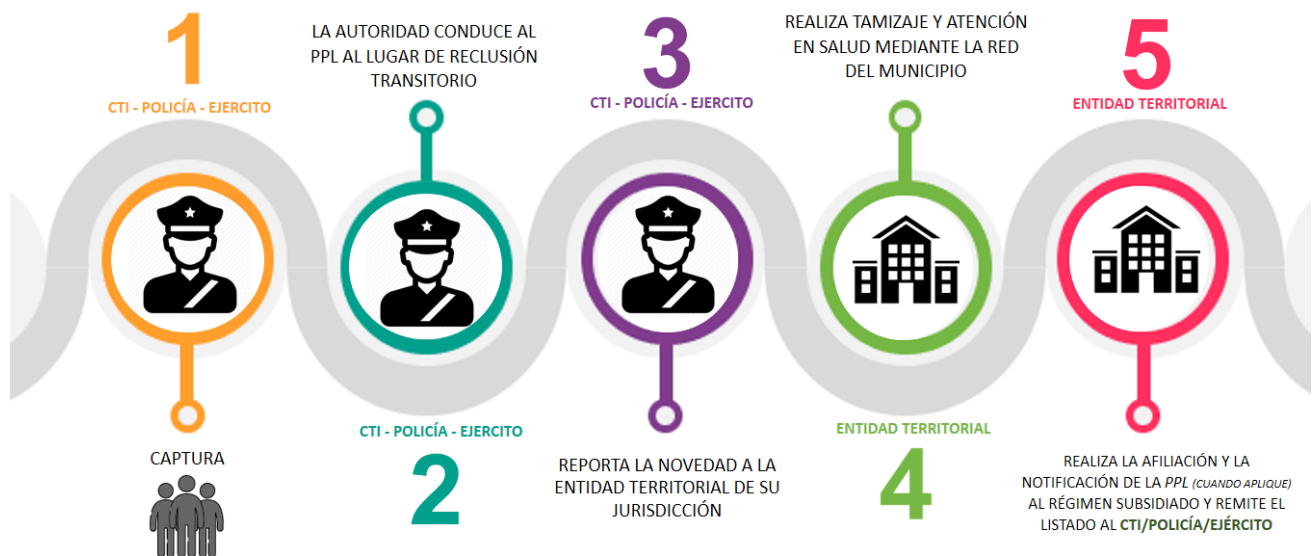 1
CTI - POLICÍA - EJERCITO
CAPTURA
LA AUTORIDAD CONDUCE AL
PPL AL LUGAR DE RECLUSIÓN
TRANSITORIO
CTI - POLICÍA - EJERCITO
2
3
CTI - POLICÍA - EJERCITO
REPORTA LA NOVEDAD A LA
ENTIDAD TERRITORIAL DE SU
JURISDICCIÓN
REALIZA TAMIZAJE Y ATENCIÓN
EN SALUD MEDIANTE LA RED
DEL MUNICIPIO
ENTIDAD TERRITORIAL
4
5
ENTIDAD TERRITORIAL
REALIZA LA AFILIACIÓN Y LA
NOTIFICACIÓN DE LA PPL (CUANDO APLIQUE)
AL RÉGIMEN SUBSIDIADO Y REMITE EL
LISTADO AL CTI/POLICÍA/EJÉRCITO